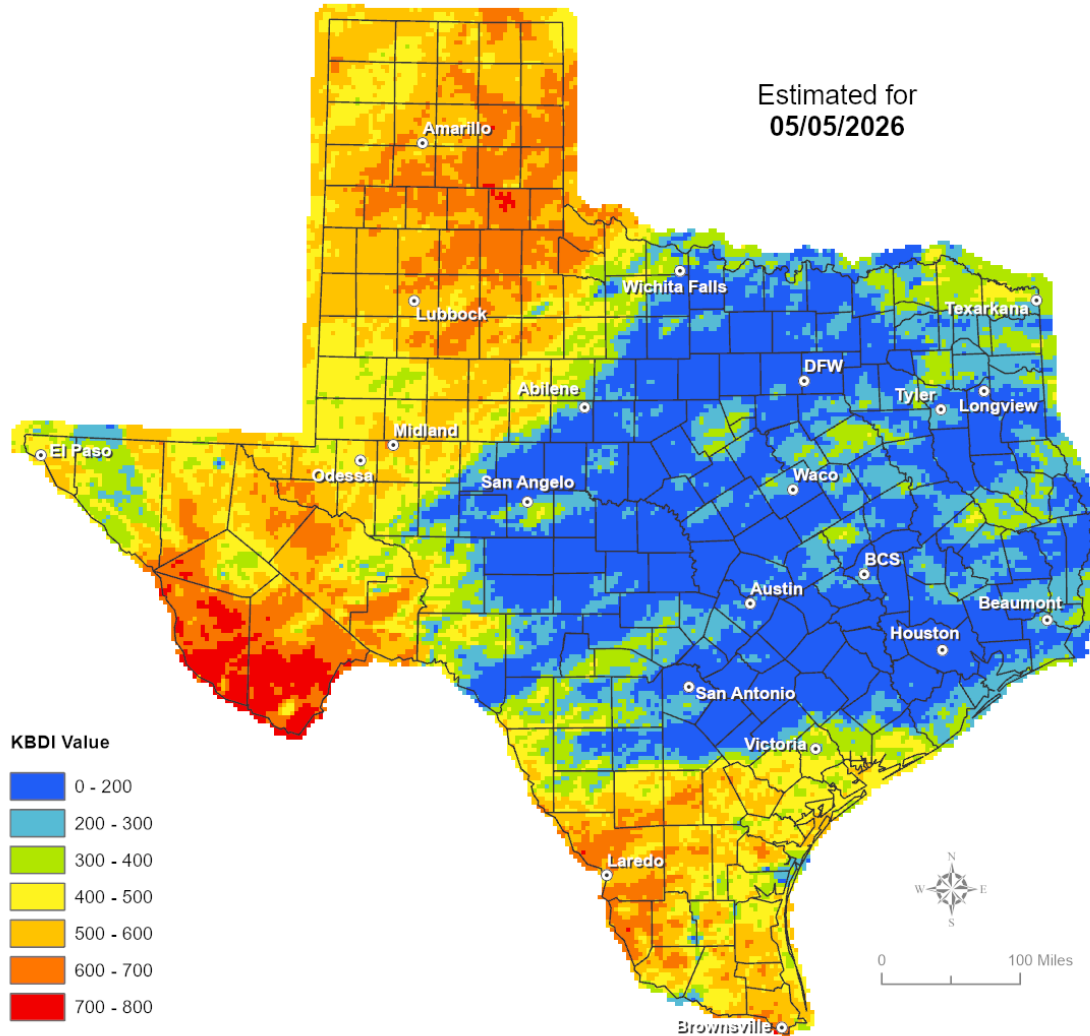 Estimated for
05/05/2026
Amarillo
Wichita Falls
Lubbock
Texarkana
DFW
Abilene
Tyler
Longview
Midland
El Paso
Odessa
San Angelo
Waco
BCS
Austin
Beaumont
Houston
San Antonio
Victoria
KBDI Value
0 - 200
200 - 300
300 - 400
400 - 500
500 - 600
600 - 700
700 - 800
Laredo
N
W
E
S
0
100 Miles
Brownsville